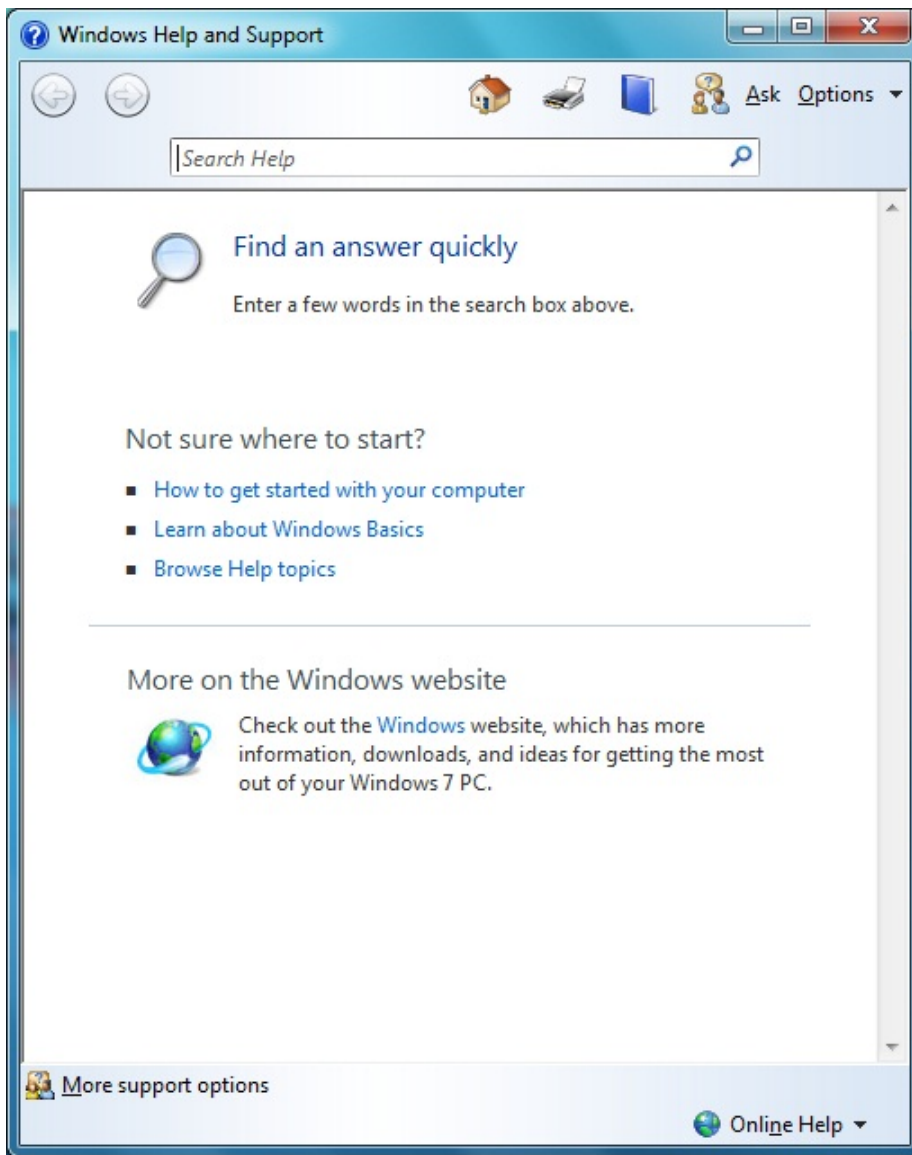 Windows Help and Support
Ask Options
Search Help
Find an answer quickly
Enter a few words in the search box above.
Not sure where to start?
How to get started with your computer
Learn about Windows Basics
Browse Help topics
More on the Windows website
Check out the Windows website, which has more
information, downloads, and ideas for getting the most
out of your Windows 7 PC.
More support options
Online Help